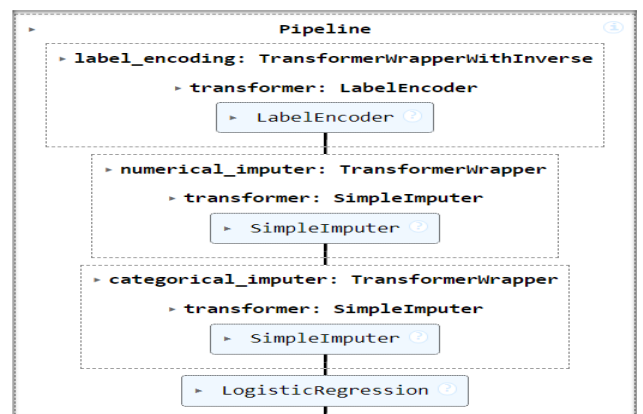 Pipeline
label_encoding: TransformerWrapperWithInverse
transformer: LabelEncoder
LabelEncoder ?
numerical_imputer: TransformerWrapper
transformer: SimpleImputer
SimpleImputer ?
categorical_imputer: TransformerWrapper
transformer: SimpleImputer
SimpleImputer ?
LogisticRegression ?